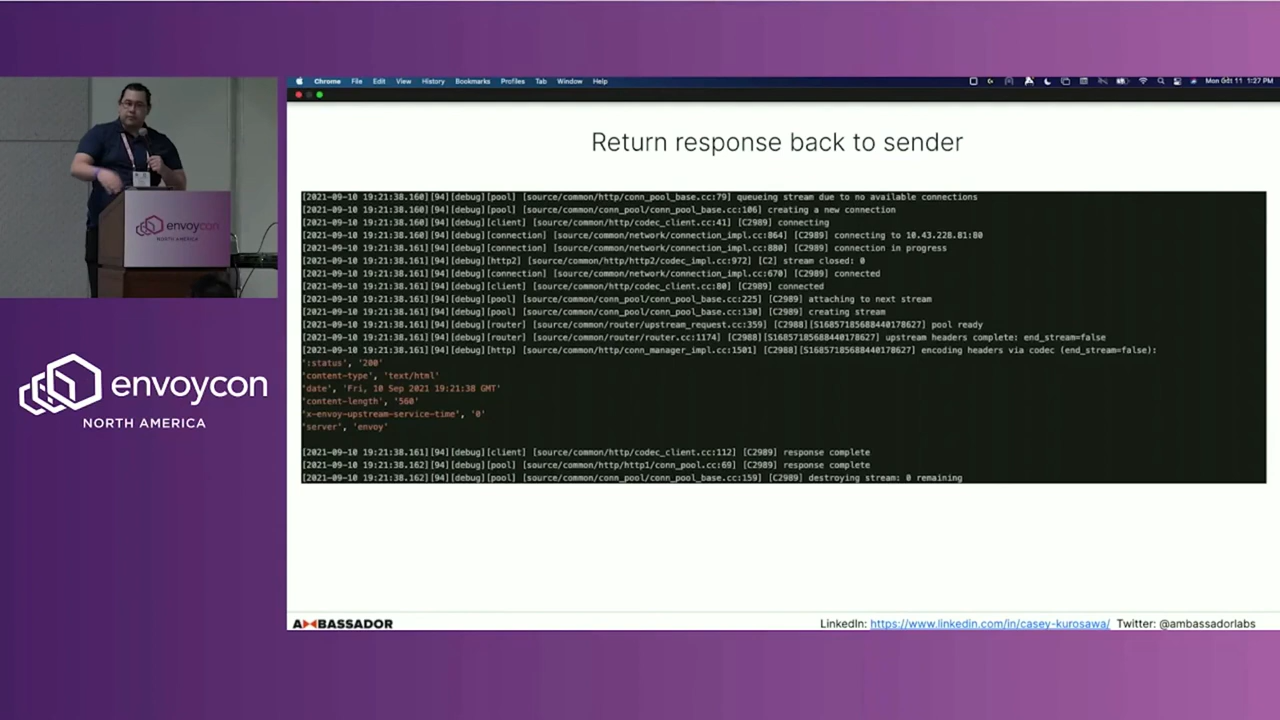 Chrome File Edit View History Bookmarks Profiles Tab Window Help
Return response back to sender
[2021-09-10 19:21:38.160][94][debug][pool] [source/common/http/conn_pool_base.cc:79] queueing stream due to no available connections
[2021-09-10 19:21:38.160][94][debug][pool] [source/common/conn_pool/conn_pool_base.cc:106] creating a new connection
[2021-09-10 19:21:38.160][94][debug][client] [source/common/http/codec_client.cc:41] [C2989] connecting
[2021-09-10 19:21:38.160][94][debug][connection] [source/common/network/connection_impl.cc:864] [C2989] connecting to 10.43.228.81:80
[2021-09-10 19:21:38.161][94][debug][connection] [source/common/network/connection_impl.cc:880] [C2989] connection in progress
[2021-09-10 19:21:38.161][94][debug][http2] [source/common/http/http2/codec_impl.cc:972] [C2] stream closed: 0
[2021-09-10 19:21:38.161][94][debug][connection] [source/common/network/connection_impl.cc:670] [C2989] connected
[2021-09-10 19:21:38.161][94][debug][client] [source/common/http/codec_client.cc:80] [C2989] connected
[2021-09-10 19:21:38.161][94][debug][pool] [source/common/conn_pool/conn_pool_base.cc:225] [C2989] attaching to next stream
[2021-09-10 19:21:38.161][94][debug][pool] [source/common/conn_pool/conn_pool_base.cc:130] [C2989] creating stream
[2021-09-10 19:21:38.161][94][debug][router] [source/common/router/upstream_request.cc:359] [C2988][S16857185688440178627] pool ready
[2021-09-10 19:21:38.161][94][debug][router] [source/common/router/router.cc:1174] [C2988][S16857185688440178627] upstream headers complete: end_stream=false
[2021-09-10 19:21:38.161][94][debug][http] [source/common/http/conn_manager_impl.cc:1501] [C2988][S16857185688440178627] encoding headers via codec (end_stream=false):
':status', '200'
'content-type', 'text/html'
'date', 'Fri, 10 Sep 2021 19:21:38 GMT'
'content-length', '560'
'x-envoy-upstream-service-time', '0'
'server', 'envoy'
[2021-09-10 19:21:38.161][94][debug][client] [source/common/http/codec_client.cc:112] [C2989] response complete
[2021-09-10 19:21:38.162][94][debug][pool] [source/common/http/http1/conn_pool.cc:69] [C2989] response complete
[2021-09-10 19:21:38.162][94][debug][pool] [source/common/conn_pool/conn_pool_base.cc:159] [C2989] destroying stream: 0 remaining
AMBASSADOR
LinkedIn: https://www.linkedin.com/in/casey-kurosawa/ Twitter: @ambassadorlabs
envoycon
NORTH AMERICA
envoycon
NORTH AMERICA